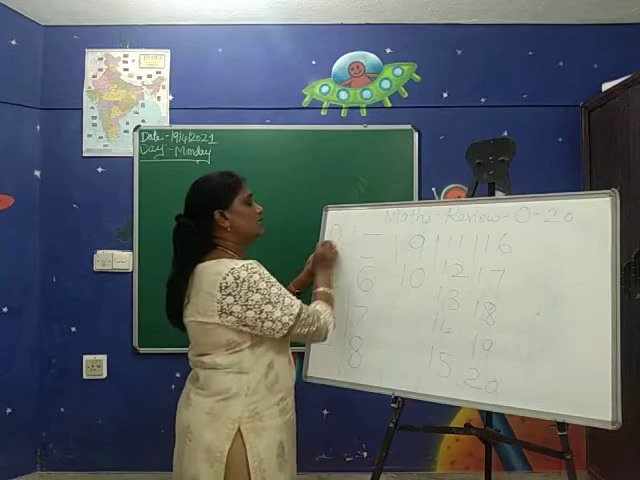 INDIA
Date:-19/4/2021
Day:- Monday
Maths-Review-0-20
9 11 16
6 10 12 17
7 13 18
14
8 15 19
20